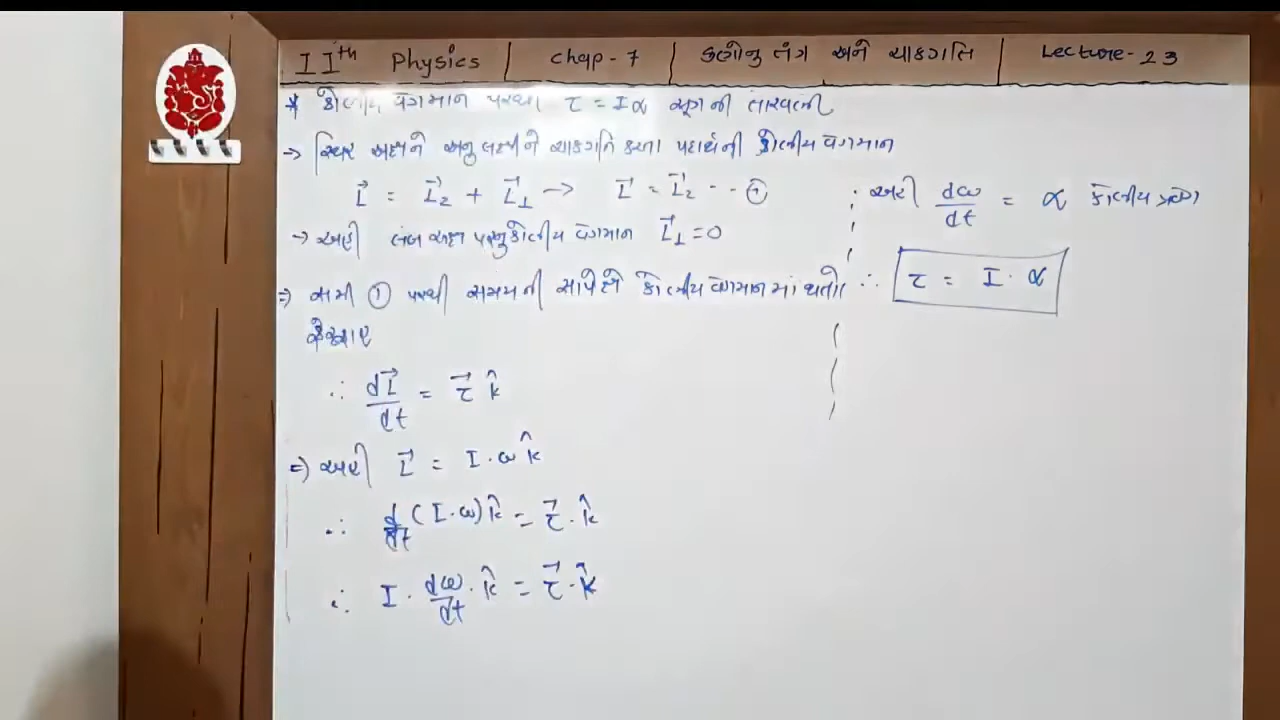 11th Physics | Chap-7 | કણોનુ તંત્ર અને ચાકગતિ | Lecture-23
* કોણીય વેગમાન પરથી τ = Iα સૂત્રની તારવણી
→ સ્થિર અક્ષને અનુલક્ષીને ચાકગતિ કરતા પદાર્થની કોણીય વેગમાન
L⃗ = L⃗z + L⃗⊥ → L⃗ = L⃗z -- ①
→ અહી લંબ અક્ષ પરનુ કોણીય વેગમાન L⃗⊥ = 0
⇒ સમી ① પરથી સમયની સાપેક્ષે કોણીય વેગમાનમાં થતો
ફેરફાર
∴ dL⃗/dt = τ⃗ k̂
⇒ અહી L⃗ = I·ω k̂
∴ d/dt (I·ω) k̂ = τ⃗ · k̂
∴ I · dω/dt · k̂ = τ⃗ · k̂
; અહી dω/dt = α કોણીય પ્રવેગ
∴ τ = I · α